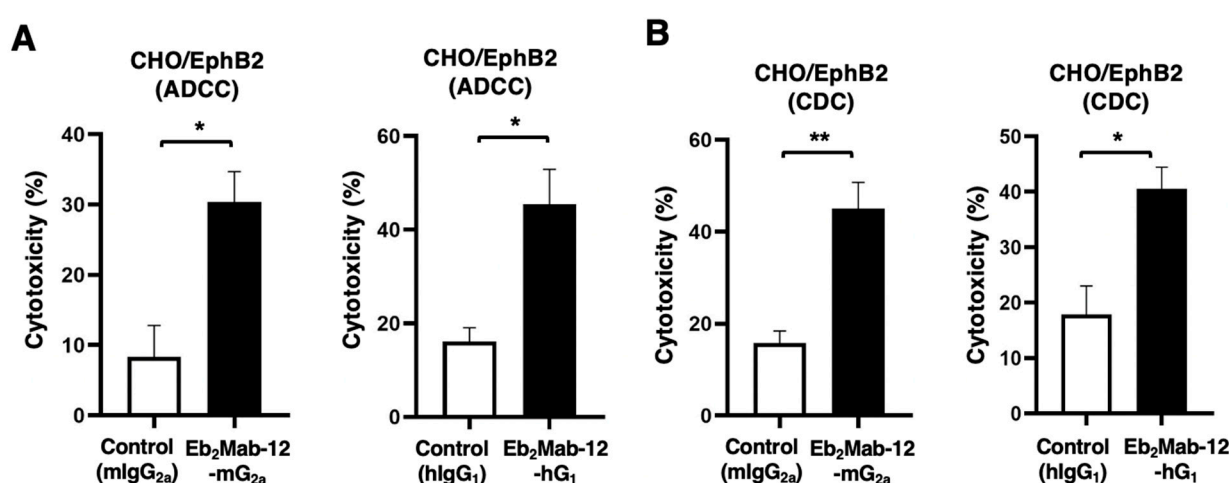 A
CHO/EphB2
(ADCC)
*
Cytotoxicity (%)
40
30
20
10
0
Control
(mIgG2a)
Eb2Mab-12
-mG2a
CHO/EphB2
(ADCC)
*
Cytotoxicity (%)
60
40
20
0
Control
(hIgG1)
Eb2Mab-12
-hG1
B
CHO/EphB2
(CDC)
**
Cytotoxicity (%)
60
40
20
0
Control
(mIgG2a)
Eb2Mab-12
-mG2a
CHO/EphB2
(CDC)
*
Cytotoxicity (%)
50
40
30
20
10
0
Control
(hIgG1)
Eb2Mab-12
-hG1